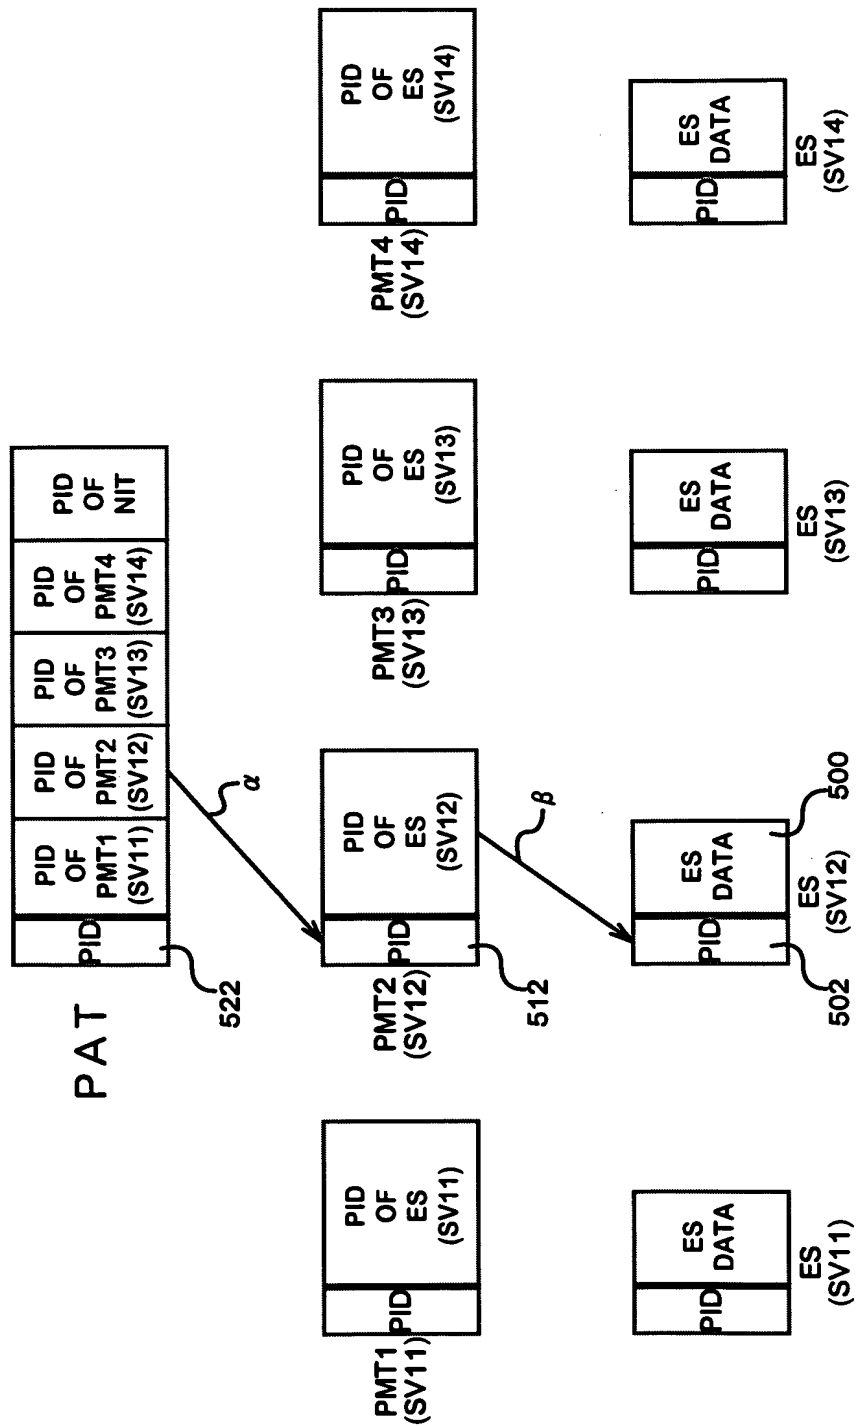 PAT
PID
PID
OF
PMT1
(SV11)
PID
OF
PMT2
(SV12)
PID
OF
PMT3
(SV13)
PID
OF
PMT4
(SV14)
PID
OF
NIT
522
α
PMT1
(SV11)
PID
PID
OF
ES
(SV11)
PMT2
(SV12)
PID
PID
OF
ES
(SV12)
512
PMT3
(SV13)
PID
PID
OF
ES
(SV13)
PMT4
(SV14)
PID
PID
OF
ES
(SV14)
β
PID
ES
DATA
ES
(SV11)
PID
ES
DATA
ES
(SV12)
502
500
PID
ES
DATA
ES
(SV13)
PID
ES
DATA
ES
(SV14)